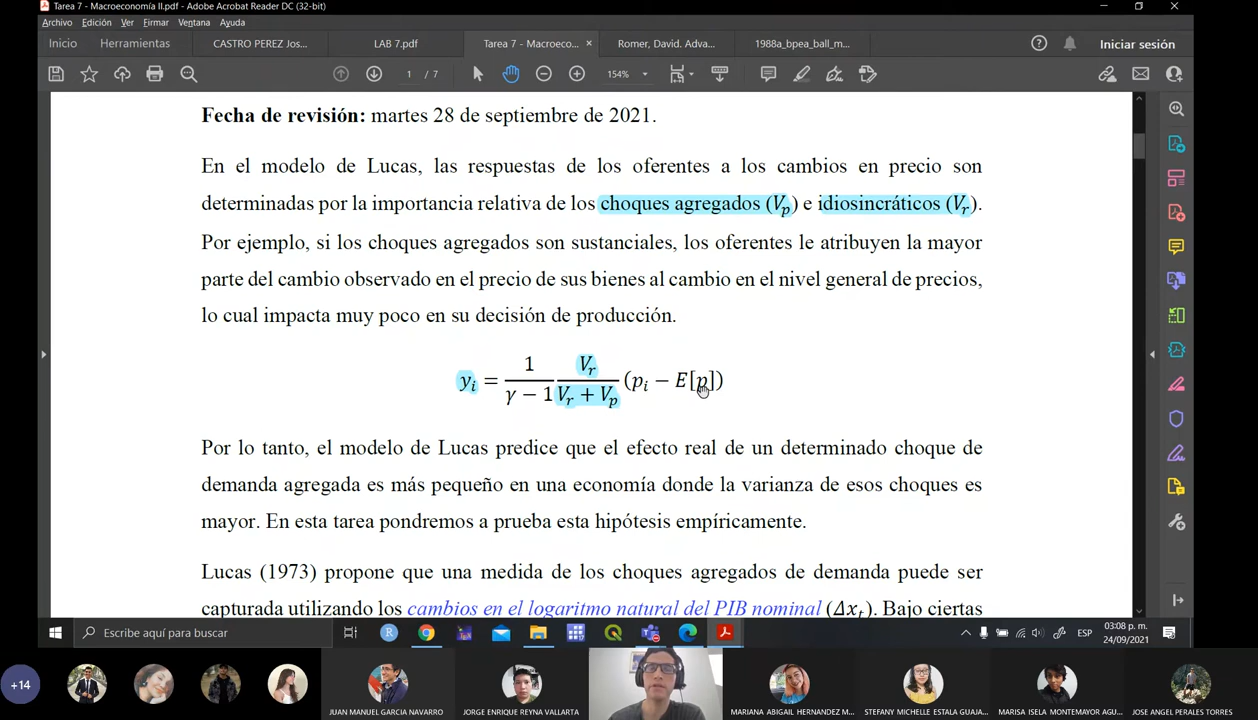 Tarea 7 - Macroeconomía II.pdf - Adobe Acrobat Reader DC (32-bit)
Archivo Edición Ver Firmar Ventana Ayuda
Inicio Herramientas CASTRO PEREZ Jos... LAB 7.pdf Tarea 7 - Macroeco... × Romer, David. Adva... 1988a_bpea_ball_m... Iniciar sesión
1 / 7 154%
Fecha de revisión: martes 28 de septiembre de 2021.
En el modelo de Lucas, las respuestas de los oferentes a los cambios en precio son
determinadas por la importancia relativa de los choques agregados (Vp) e idiosincráticos (Vr).
Por ejemplo, si los choques agregados son sustanciales, los oferentes le atribuyen la mayor
parte del cambio observado en el precio de sus bienes al cambio en el nivel general de precios,
lo cual impacta muy poco en su decisión de producción.
yi = 1/(γ − 1) Vr/(Vr + Vp) (pi − E[p])
Por lo tanto, el modelo de Lucas predice que el efecto real de un determinado choque de
demanda agregada es más pequeño en una economía donde la varianza de esos choques es
mayor. En esta tarea pondremos a prueba esta hipótesis empíricamente.
Lucas (1973) propone que una medida de los choques agregados de demanda puede ser
capturada utilizando los cambios en el logaritmo natural del PIB nominal (Δxt). Bajo ciertas
Escribe aquí para buscar
ESP
03:08 p. m.
24/09/2021
+14
JUAN MANUEL GARCIA NAVARRO
JORGE ENRIQUE REYNA VALLARTA
MARIANA ABIGAIL HERNANDEZ M...
STEFANY MICHELLE ESTALA GUAJA...
MARISA ISELA MONTEMAYOR AGU...
JOSE ANGEL PERALES TORRES